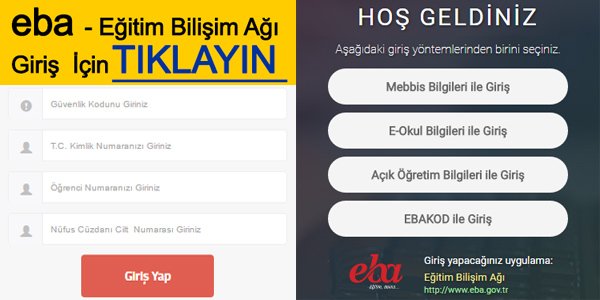 eba - Eğitim Bilişim Ağı
Giriş İçin TIKLAYIN
Güvenlik Kodunu Giriniz
T.C. Kimlik Numaranızı Giriniz
Öğrenci Numaranızı Giriniz
Nüfus Cüzdanı Cilt Numarası Giriniz
Giriş Yap
HOŞ GELDİNİZ
Aşağıdaki giriş yöntemlerinden birini seçiniz.
Mebbis Bilgileri ile Giriş
E-Okul Bilgileri ile Giriş
Açık Öğretim Bilgileri ile Giriş
EBAKOD ile Giriş
eba
Giriş yapacağınız uygulama:
Eğitim Bilişim Ağı
http://www.eba.gov.tr